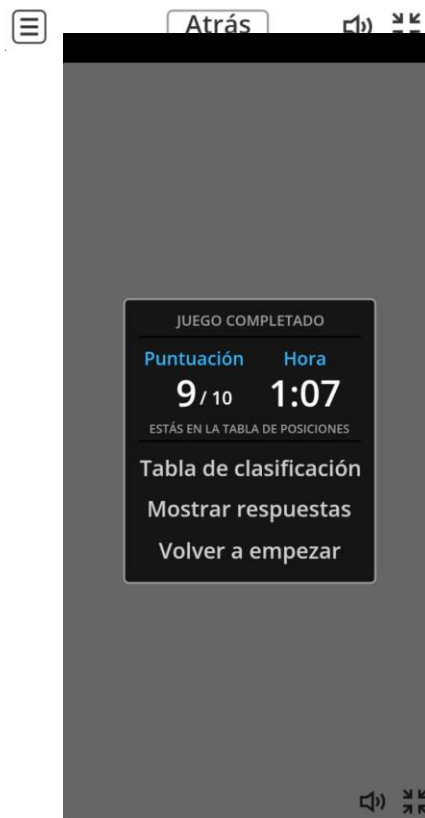 Atrás
JUEGO COMPLETADO
Puntuación Hora
9 / 10 1:07
ESTÁS EN LA TABLA DE POSICIONES
Tabla de clasificación
Mostrar respuestas
Volver a empezar